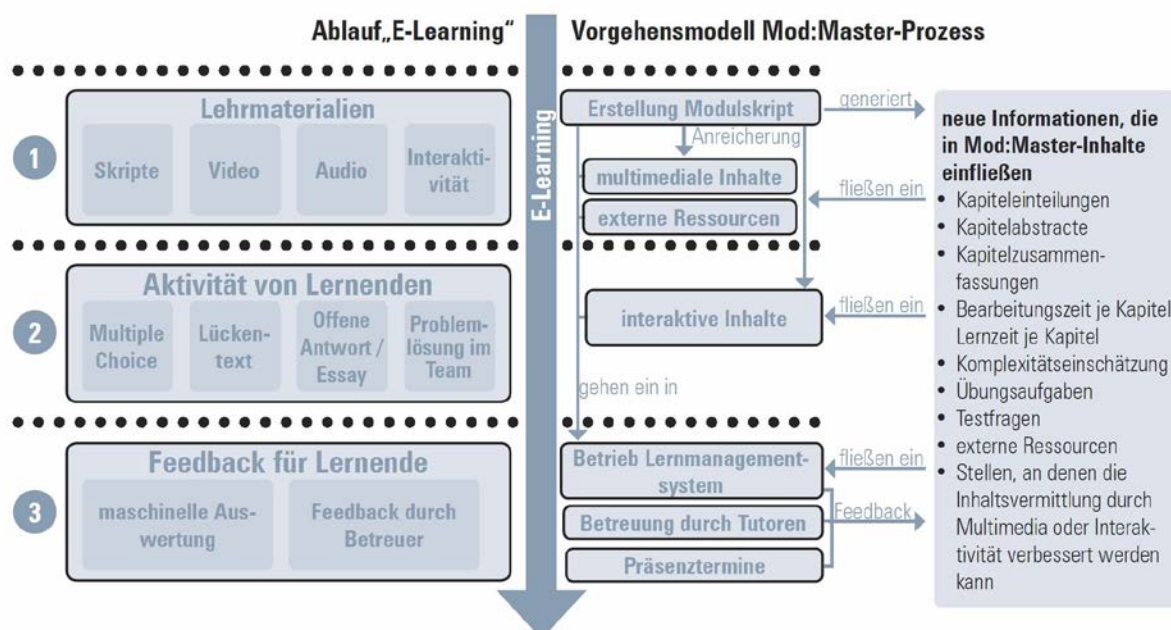 Ablauf„E-Learning“
Vorgehensmodell Mod:Master-Prozess
E-Learning
1
Lehrmaterialien
Skripte
Video
Audio
Interakti-
vität
2
Aktivität von Lernenden
Multiple
Choice
Lücken-
text
Offene
Antwort /
Essay
Problem-
lösung im
Team
3
Feedback für Lernende
maschinelle Aus-
wertung
Feedback durch
Betreuer
Erstellung Modulskript
generiert
Anreicherung
multimediale Inhalte
fließen ein
externe Ressourcen
interaktive Inhalte
fließen ein
gehen ein in
Betrieb Lernmanagement-
system
fließen ein
Betreuung durch Tutoren
Feedback
Präsenztermine
neue Informationen, die
in Mod:Master-Inhalte
einfließen
• Kapiteleinteilungen
• Kapitelabstracte
• Kapitelzusammen-
fassungen
• Bearbeitungszeit je Kapitel
Lernzeit je Kapitel
• Komplexitätseinschätzung
• Übungsaufgaben
• Testfragen
• externe Ressourcen
• Stellen, an denen die
Inhaltsvermittlung durch
Multimedia oder Interak-
tivität verbessert werden
kann